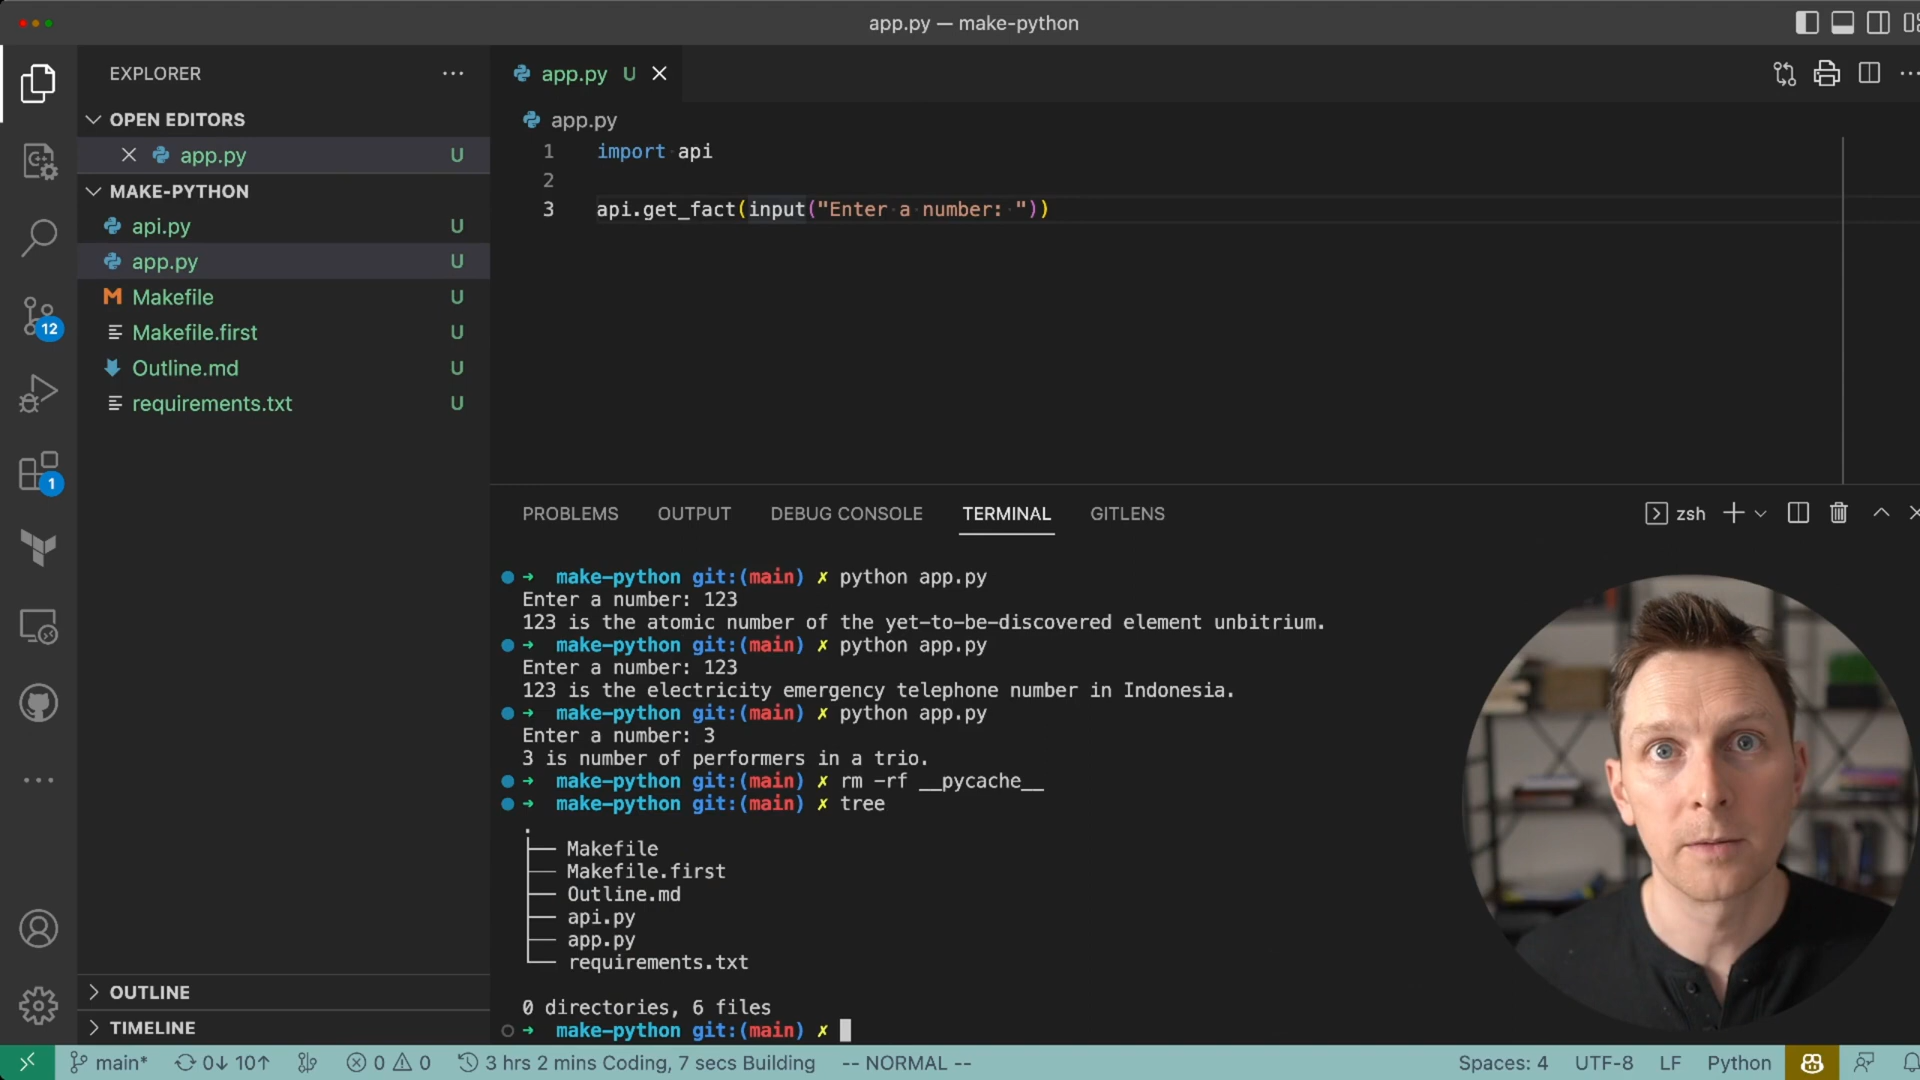 app.py — make-python
EXPLORER
OPEN EDITORS
app.py U
MAKE-PYTHON
api.py U
app.py U
Makefile U
Makefile.first U
Outline.md U
requirements.txt U
12
1
OUTLINE
TIMELINE
app.py U
app.py
1 import api
2
3 api.get_fact(input("Enter a number: "))
PROBLEMS OUTPUT DEBUG CONSOLE TERMINAL GITLENS
zsh
➜ make-python git:(main) ✗ python app.py
Enter a number: 123
123 is the atomic number of the yet-to-be-discovered element unbitrium.
➜ make-python git:(main) ✗ python app.py
Enter a number: 123
123 is the electricity emergency telephone number in Indonesia.
➜ make-python git:(main) ✗ python app.py
Enter a number: 3
3 is number of performers in a trio.
➜ make-python git:(main) ✗ rm -rf __pycache__
➜ make-python git:(main) ✗ tree
.
├── Makefile
├── Makefile.first
├── Outline.md
├── api.py
├── app.py
└── requirements.txt
0 directories, 6 files
➜ make-python git:(main) ✗
main* 0↓ 10↑ 0 0 3 hrs 2 mins Coding, 7 secs Building -- NORMAL -- Spaces: 4 UTF-8 LF Python